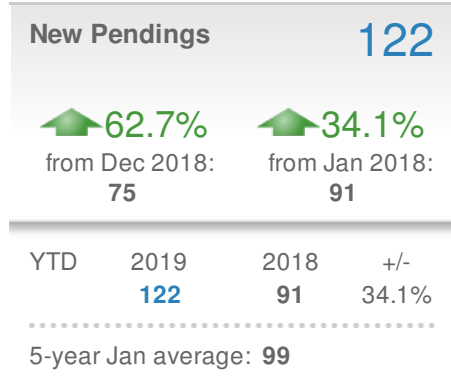 New Pendings 122
62.7% 34.1%
from Dec 2018: from Jan 2018:
75 91
YTD 2019 2018 +/-
122 91 34.1%
5-year Jan average: 99